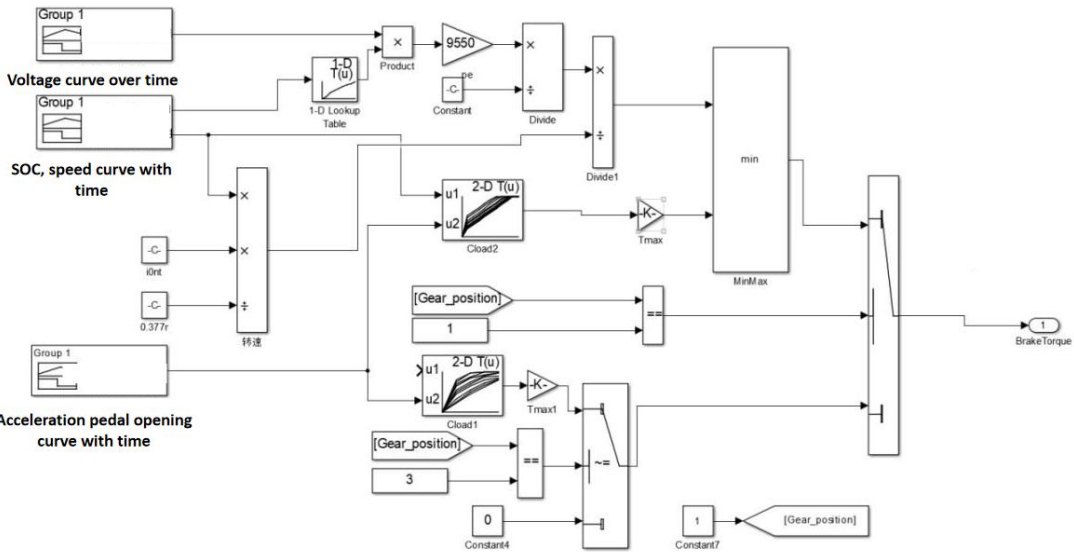 Group 1
Voltage curve over time
Group 1
SOC, speed curve with
time
1-D
T(u)
1-D Lookup
Table
×
Product
9550
pe
-C-
Constant
×
÷
Divide
×
÷
Divide1
min
MinMax
2-D T(u)
u1
u2
Cload2
-K-
Tmax
×
×
÷
转速
-C-
i0nt
-C-
0.377r
[Gear_position]
1
==
1
BrakeTorque
Group 1
Acceleration pedal opening
curve with time
2-D T(u)
u1
u2
Cload1
-K-
Tmax1
[Gear_position]
3
==
~=
0
Constant4
1
Constant7
[Gear_position]